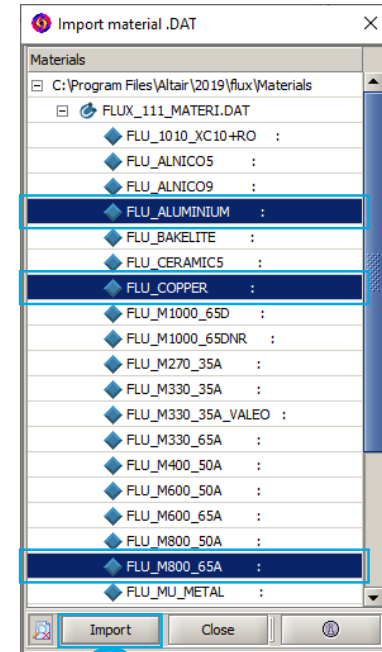 Import material .DAT
Materials
C:\Program Files\Altair\2019\flux\Materials
FLUX_111_MATERI.DAT
FLU_1010_XC10+RO :
FLU_ALNICO5 :
FLU_ALNICO9 :
FLU_ALUMINIUM :
FLU_BAKELITE :
FLU_CERAMIC5 :
FLU_COPPER :
FLU_M1000_65D :
FLU_M1000_65DNR :
FLU_M270_35A :
FLU_M330_35A :
FLU_M330_35A_VALEO :
FLU_M330_65A :
FLU_M400_50A :
FLU_M600_50A :
FLU_M600_65A :
FLU_M800_50A :
FLU_M800_65A :
FLU_MU_METAL :
Import Close